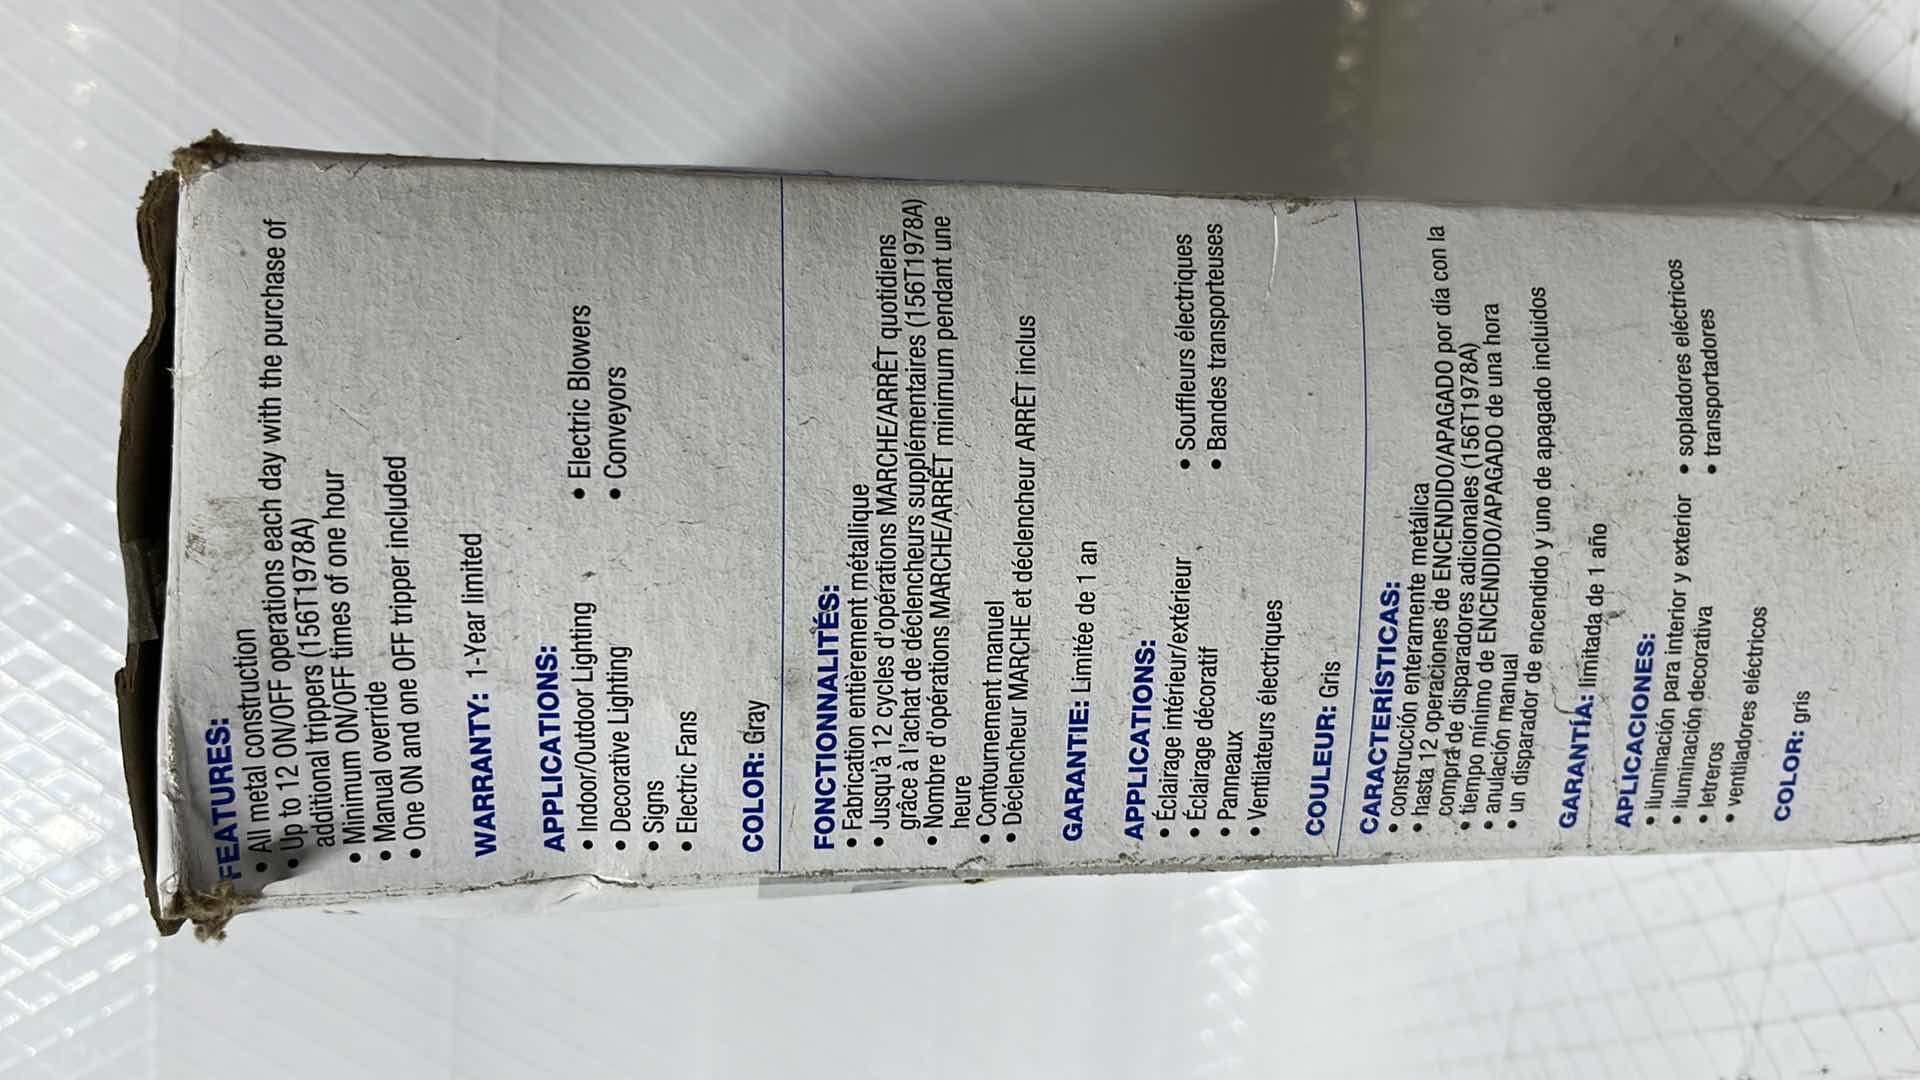 FEATURES:
• All metal construction
• Up to 12 ON/OFF operations each day with the purchase of
additional trippers (156T1978A)
• Minimum ON/OFF times of one hour
• Manual override
• One ON and one OFF tripper included
WARRANTY: 1-Year limited
APPLICATIONS:
• Indoor/Outdoor Lighting
• Decorative Lighting
• Signs
• Electric Fans
• Electric Blowers
• Conveyors
COLOR: Gray
FONCTIONNALITÉS:
• Fabrication entièrement métallique
• Jusqu'à 12 cycles d'opérations MARCHE/ARRÊT quotidiens
grâce à l'achat de déclencheurs supplémentaires (156T1978A)
• Nombre d'opérations MARCHE/ARRÊT minimum pendant une
heure
• Contournement manuel
• Déclencheur MARCHE et déclencheur ARRÊT inclus
GARANTIE: Limitée de 1 an
APPLICATIONS:
• Éclairage intérieur/extérieur
• Éclairage décoratif
• Panneaux
• Ventilateurs électriques
• Souffleurs électriques
• Bandes transporteuses
COULEUR: Gris
CARACTERÍSTICAS:
• construcción enteramente metálica
• hasta 12 operaciones de ENCENDIDO/APAGADO por día con la
compra de disparadores adicionales (156T1978A)
• tiempo mínimo de ENCENDIDO/APAGADO de una hora
• anulación manual
• un disparador de encendido y uno de apagado incluidos
GARANTÍA: limitada de 1 año
APLICACIONES:
• iluminación para interior y exterior
• iluminación decorativa
• letreros
• ventiladores eléctricos
• sopladores eléctricos
• transportadores
COLOR: gris